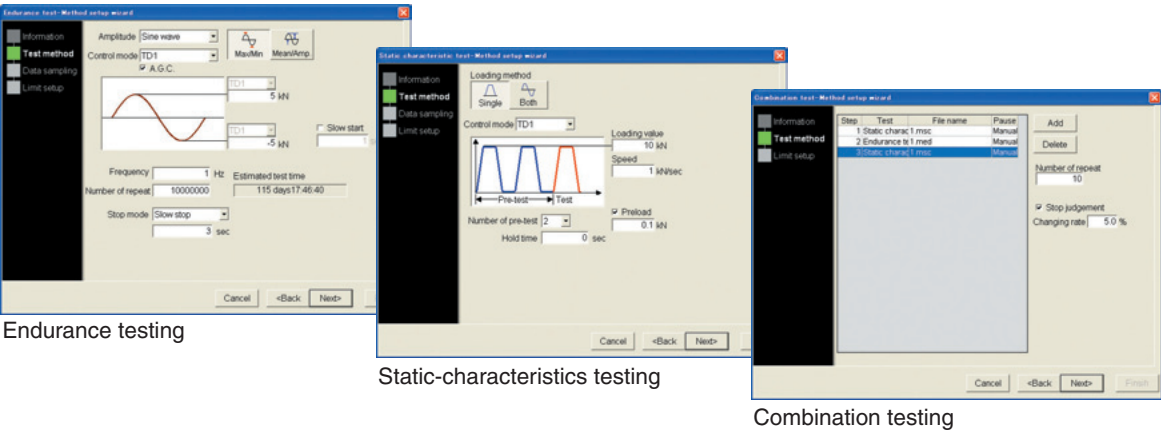 Endurance test-Method setup wizard
Information
Test method
Data sampling
Limit setup
Amplitude Sine wave
Control mode TD1
A.G.C.
Max/Min Mean/Amp.
TD1
5 kN
TD1
-5 kN
Slow start
1
Frequency 1 Hz
Estimated test time
Number of repeat 10000000 115 days17:46:40
Stop mode Slow stop
3 sec
Cancel <Back Next>
Endurance testing
Static characteristic test-Method setup wizard
Information
Test method
Data sampling
Limit setup
Loading method
Single Both
Control mode TD1
Loading value
10 kN
Speed
1 kN/sec
Pre-test Test
Number of pre-test 2
Preload
0.1 kN
Hold time 0 sec
Cancel <Back Next>
Static-characteristics testing
Combination test-Method setup wizard
Information
Test method
Limit setup
Step Test File name Pause
1 Static charac 1.msc Manual
2 Endurance te 1.med Manual
3 Static charac 1.msc Manual
Add
Delete
Number of repeat
10
Stop judgement
Changing rate 5.0 %
Cancel <Back Next> Finish
Combination testing